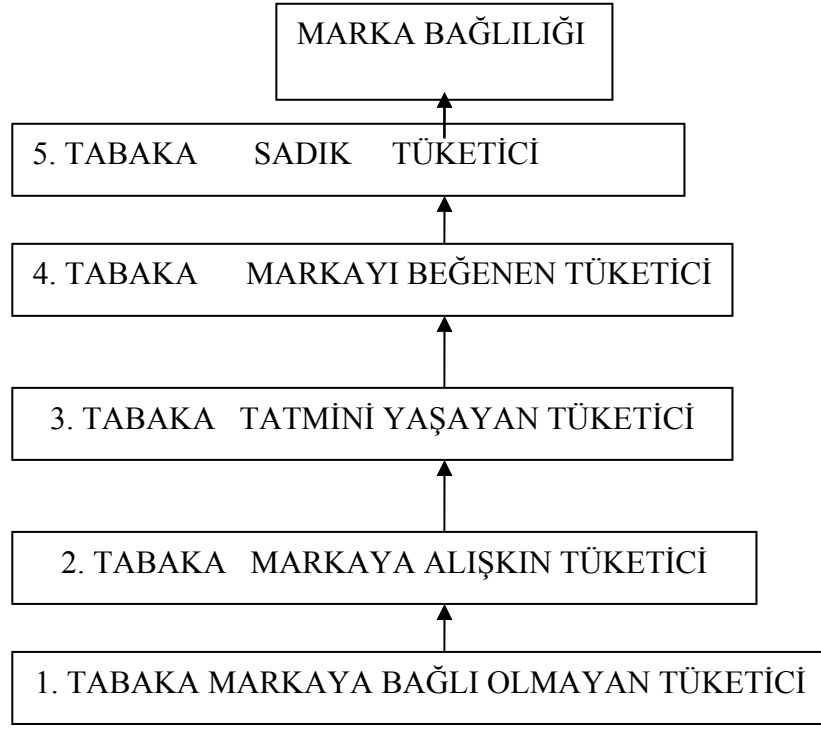 MARKA BAĞLILIĞI
5. TABAKA SADIK TÜKETİCİ
4. TABAKA MARKAYI BEĞENEN TÜKETİCİ
3. TABAKA TATMİNİ YAŞAYAN TÜKETİCİ
2. TABAKA MARKAYA ALIŞKIN TÜKETİCİ
1. TABAKA MARKAYA BAĞLI OLMAYAN TÜKETİCİ